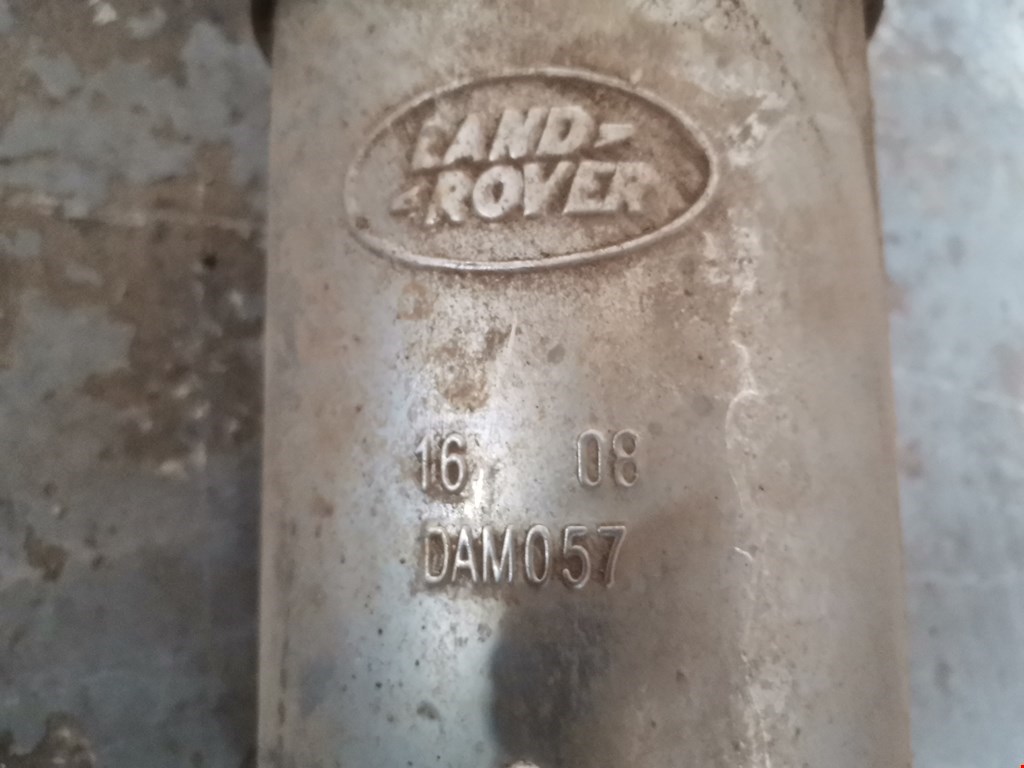 LAND-
ROVER
16 08
DAM057